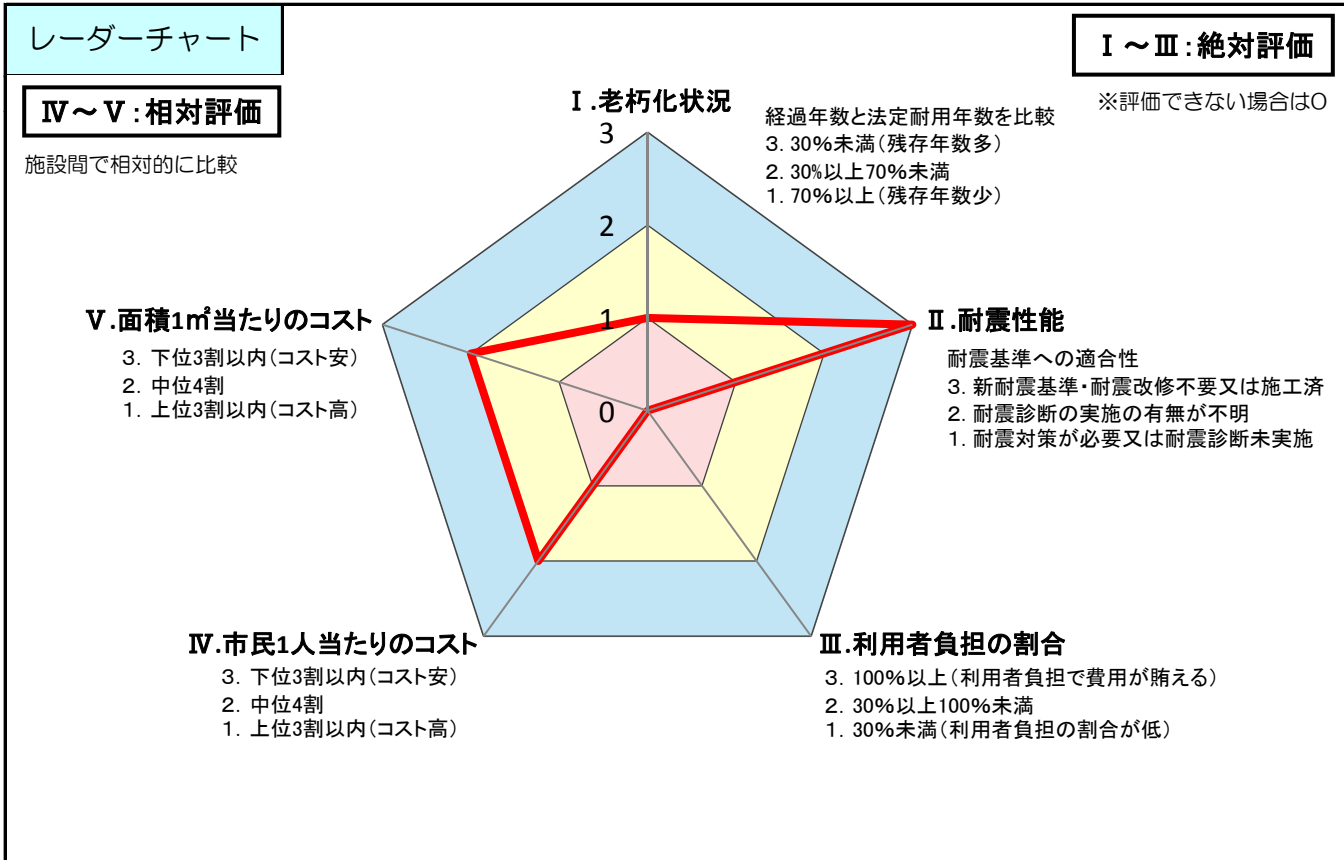 レーダーチャート
Ⅰ～Ⅲ:絶対評価
※評価できない場合は0
Ⅳ～Ⅴ:相対評価
施設間で相対的に比較
Ⅰ.老朽化状況
経過年数と法定耐用年数を比較
3. 30%未満(残存年数多)
2. 30%以上70%未満
1. 70%以上(残存年数少)
3
2
1
0
Ⅱ.耐震性能
耐震基準への適合性
3. 新耐震基準・耐震改修不要又は施工済
2. 耐震診断の実施の有無が不明
1. 耐震対策が必要又は耐震診断未実施
Ⅴ.面積1㎡当たりのコスト
3. 下位3割以内(コスト安)
2. 中位4割
1. 上位3割以内(コスト高)
Ⅳ.市民1人当たりのコスト
3. 下位3割以内(コスト安)
2. 中位4割
1. 上位3割以内(コスト高)
Ⅲ.利用者負担の割合
3. 100%以上(利用者負担で費用が賄える)
2. 30%以上100%未満
1. 30%未満(利用者負担の割合が低)